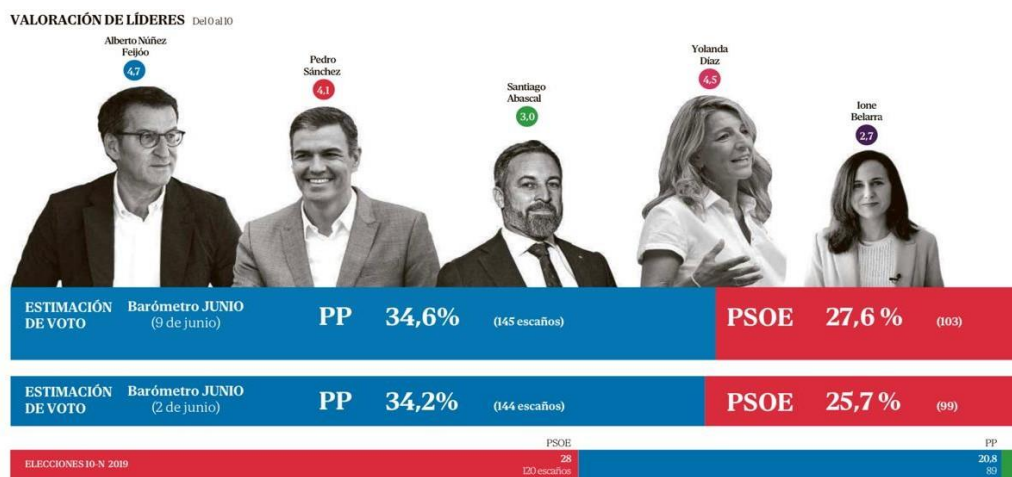 VALORACIÓN DE LÍDERES Del 0 al 10
Alberto Núñez
Feijóo
4,7
Pedro
Sánchez
4,1
Santiago
Abascal
3,0
Yolanda
Díaz
4,5
Ione
Belarra
2,7
ESTIMACIÓN
DE VOTO
Barómetro JUNIO
(9 de junio)
PP 34,6% (145 escaños)
PSOE 27,6 % (103)
ESTIMACIÓN
DE VOTO
Barómetro JUNIO
(2 de junio)
PP 34,2% (144 escaños)
PSOE 25,7 % (99)
ELECCIONES 10-N 2019
PSOE
28
120 escaños
PP
20,8
89